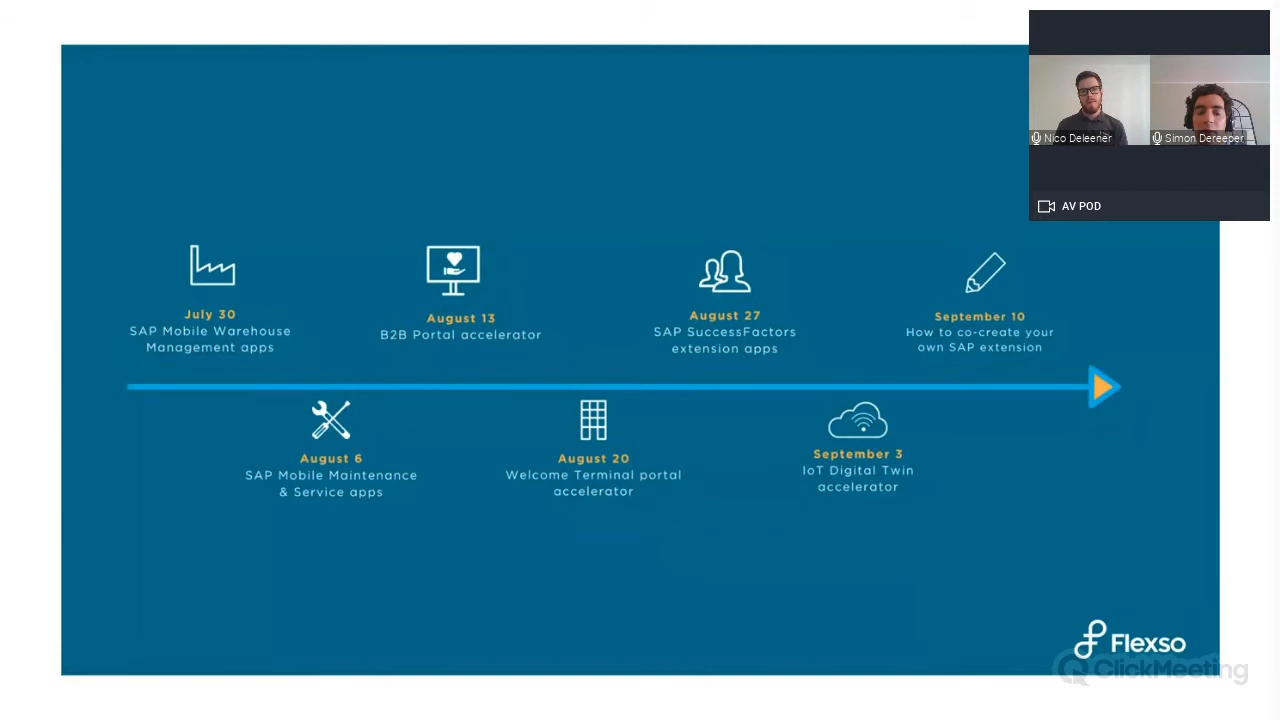 Nico Deleener
Simon Dereeper
AV POD
July 30
SAP Mobile Warehouse
Management apps
August 13
B2B Portal accelerator
August 27
SAP SuccessFactors
extension apps
September 10
How to co-create your
own SAP extension
August 6
SAP Mobile Maintenance
& Service apps
August 20
Welcome Terminal portal
accelerator
September 3
IoT Digital Twin
accelerator
Flexso
ClickMeeting